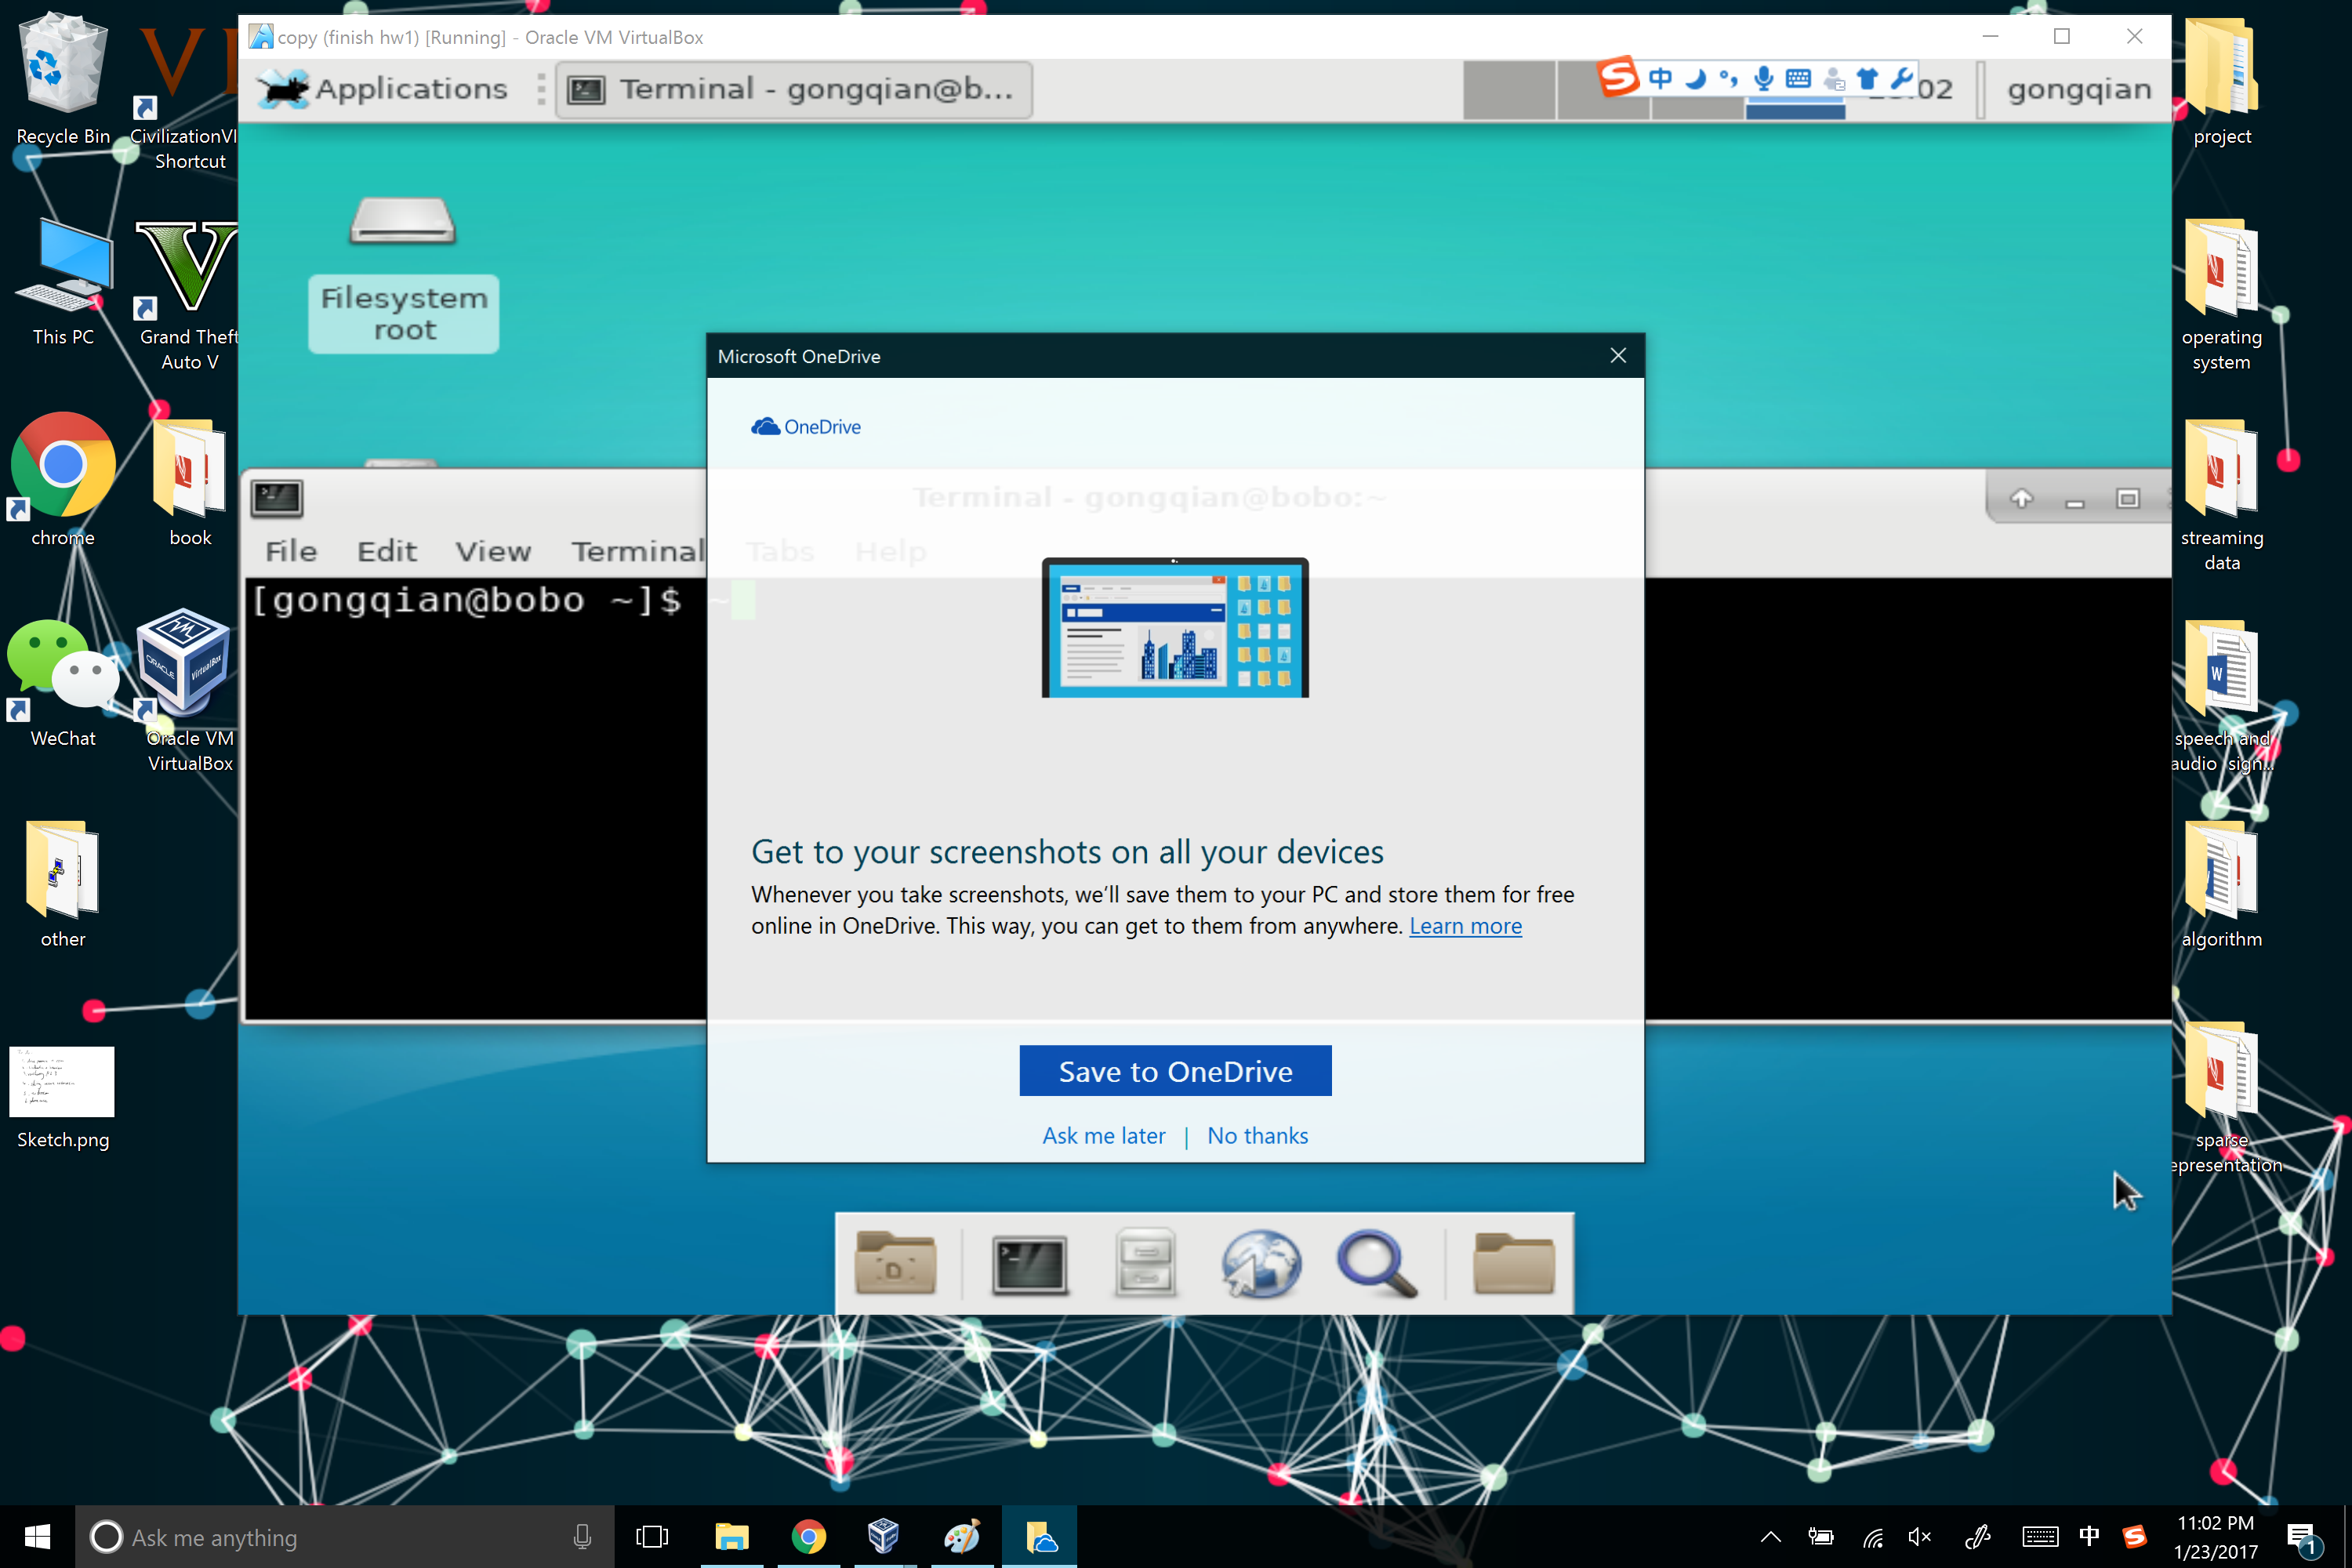 copy (finish hw1) [Running] - Oracle VM VirtualBox
Applications
Terminal - gongqian@b...
中
02
gongqian
Recycle Bin
CivilizationVI
Shortcut
project
Filesystem
root
This PC
Grand Theft
Auto V
operating
system
Microsoft OneDrive
OneDrive
Terminal - gongqian@bobo:~
File Edit View Terminal Tabs Help
[gongqian@bobo ~]$ ~
chrome
book
streaming
data
WeChat
ORACLE
VirtualBox
Oracle VM
VirtualBox
speech and
audio sign...
Get to your screenshots on all your devices
Whenever you take screenshots, we'll save them to your PC and store them for free
online in OneDrive. This way, you can get to them from anywhere. Learn more
other
algorithm
Save to OneDrive
Ask me later | No thanks
Sketch.png
sparse
epresentation
Ask me anything
中
11:02 PM
1/23/2017
1